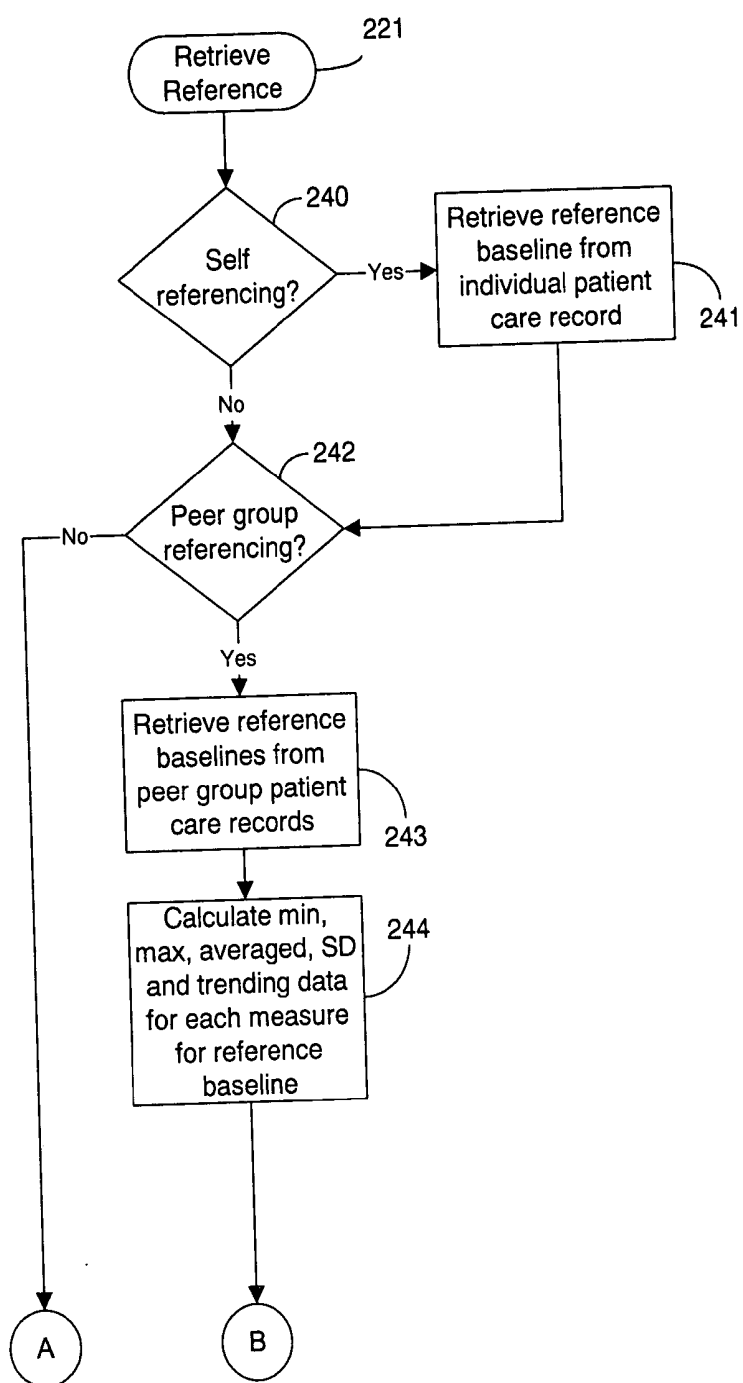 221
Retrieve
Reference
240
Self
referencing?
Yes
Retrieve reference
baseline from
individual patient
care record
241
No
242
Peer group
referencing?
No
Yes
Retrieve reference
baselines from
peer group patient
care records
243
Calculate min,
max, averaged, SD
and trending data
for each measure
for reference
baseline
244
A
B